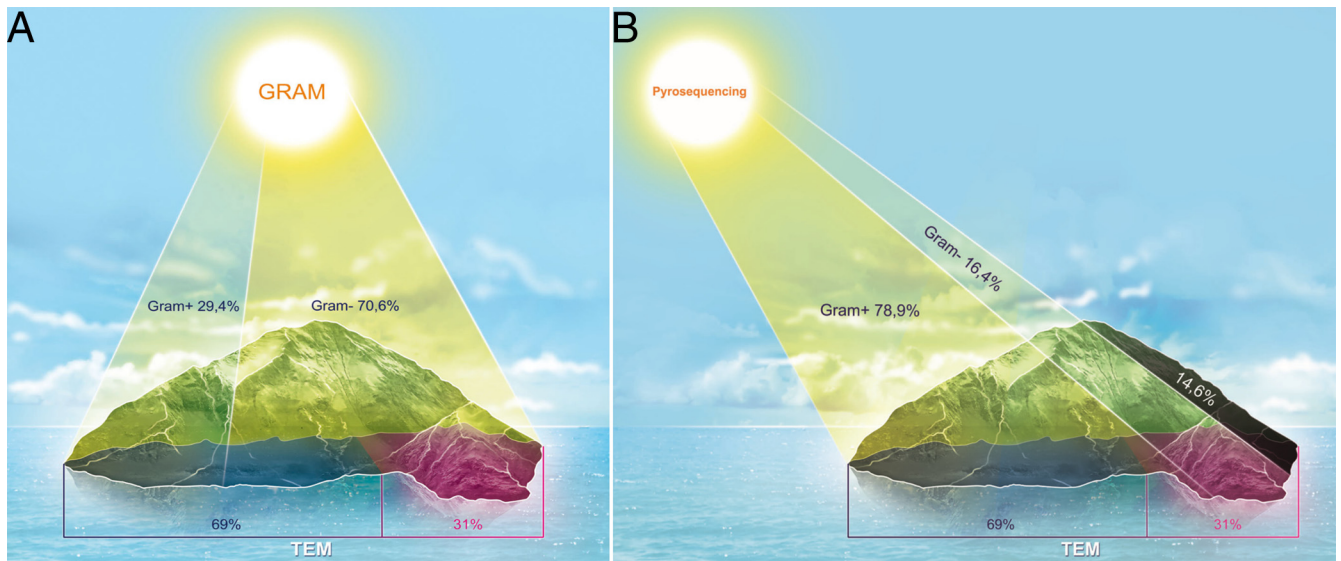 A
GRAM
Gram+ 29,4%
Gram- 70,6%
69%
31%
TEM
B
Pyrosequencing
Gram- 16,4%
Gram+ 78,9%
14,6%
69%
31%
TEM